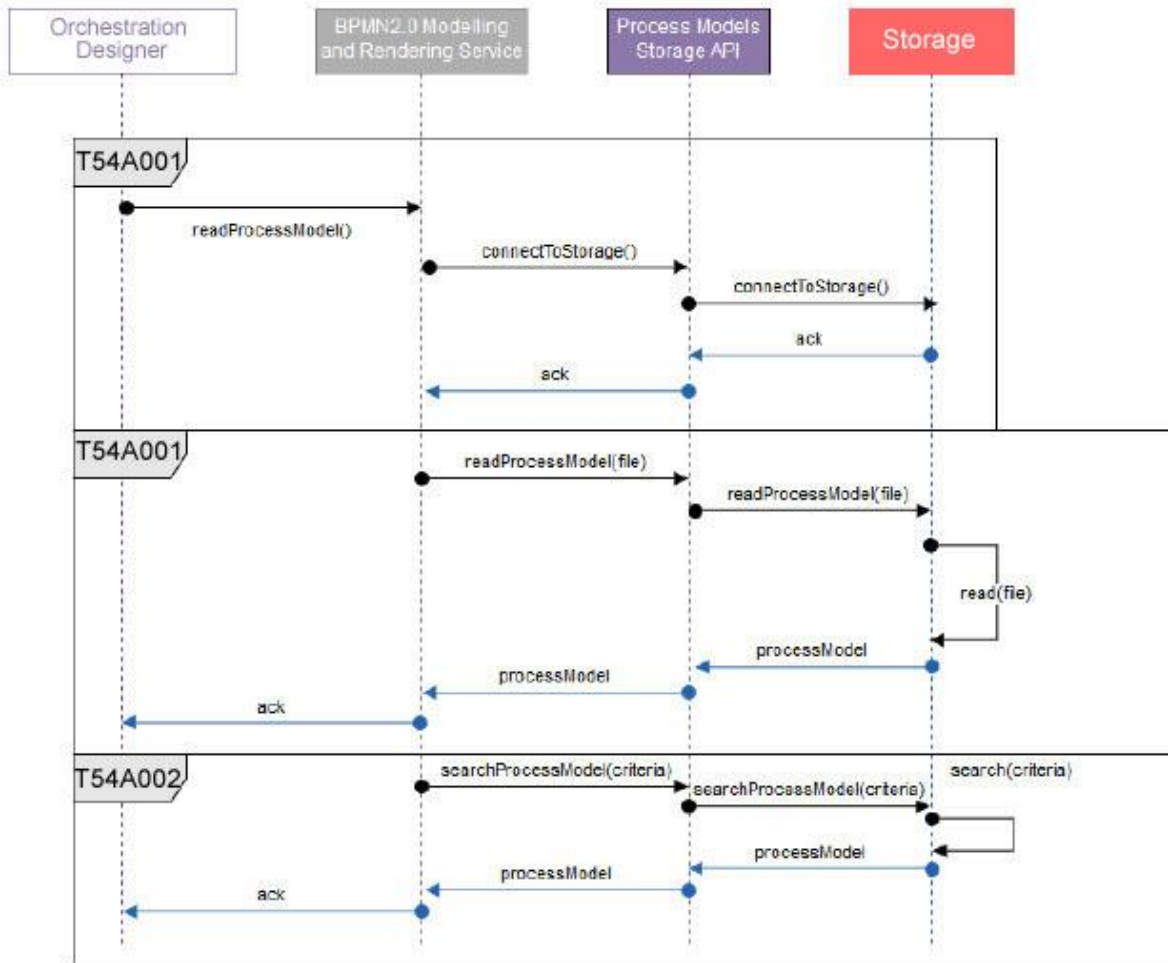 Orchestration
Designer
BPMN2.0 Modelling
and Rendering Service
Process Models
Storage API
Storage
T54A001
readProcessModel()
connectToStorage()
connectToStorage()
ack
ack
T54A001
readProcessModel(file)
readProcessModel(file)
read(file)
processModel
processModel
ack
T54A002
searchProcessModel(criteria)
search(criteria)
searchProcessModel(criteria)
processModel
processModel
ack